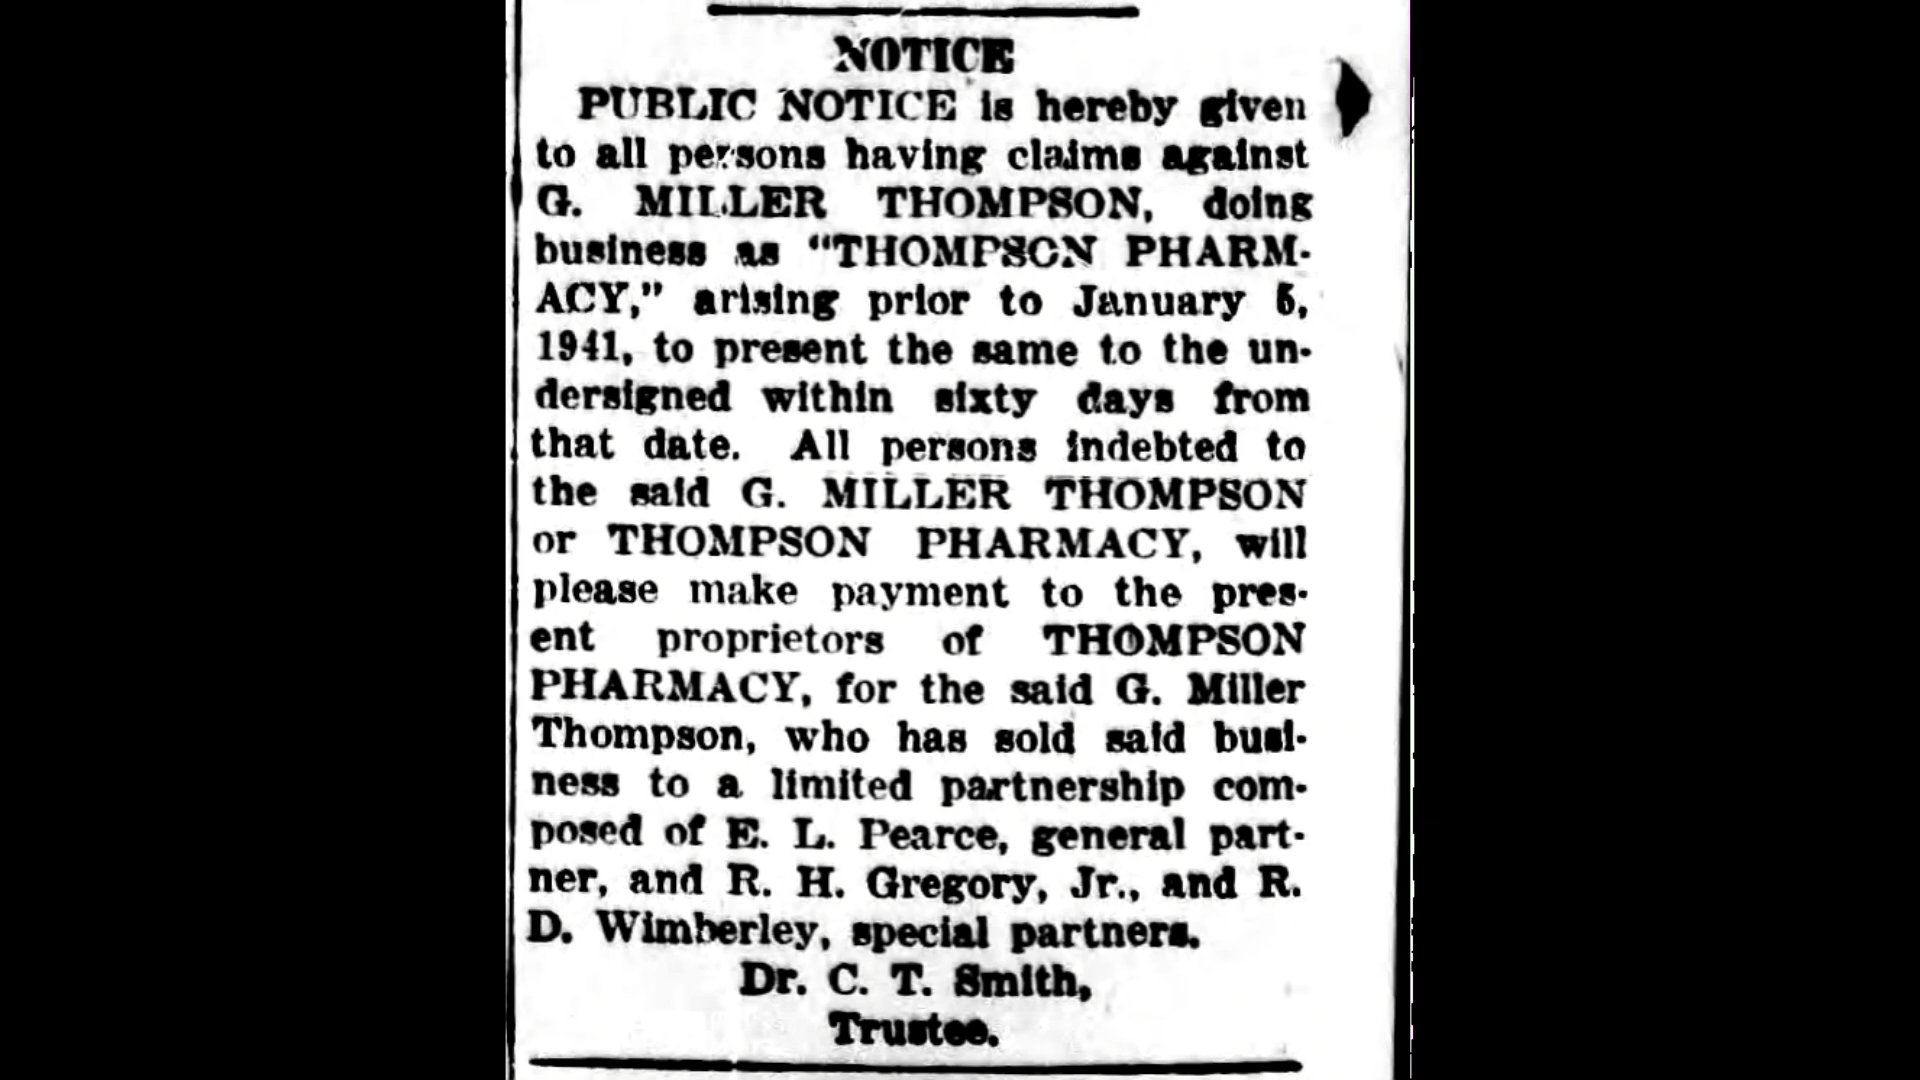 NOTICE
PUBLIC NOTICE is hereby given
to all persons having claims against
G. MILLER THOMPSON, doing
business as "THOMPSON PHARM-
ACY," arising prior to January 5,
1941, to present the same to the un-
dersigned within sixty days from
that date. All persons indebted to
the said G. MILLER THOMPSON
or THOMPSON PHARMACY, will
please make payment to the pres-
ent proprietors of THOMPSON
PHARMACY, for the said G. Miller
Thompson, who has sold said busi-
ness to a limited partnership com-
posed of E. L. Pearce, general part-
ner, and R. H. Gregory, Jr., and R.
D. Wimberley, special partners.
Dr. C. T. Smith,
Trustee.